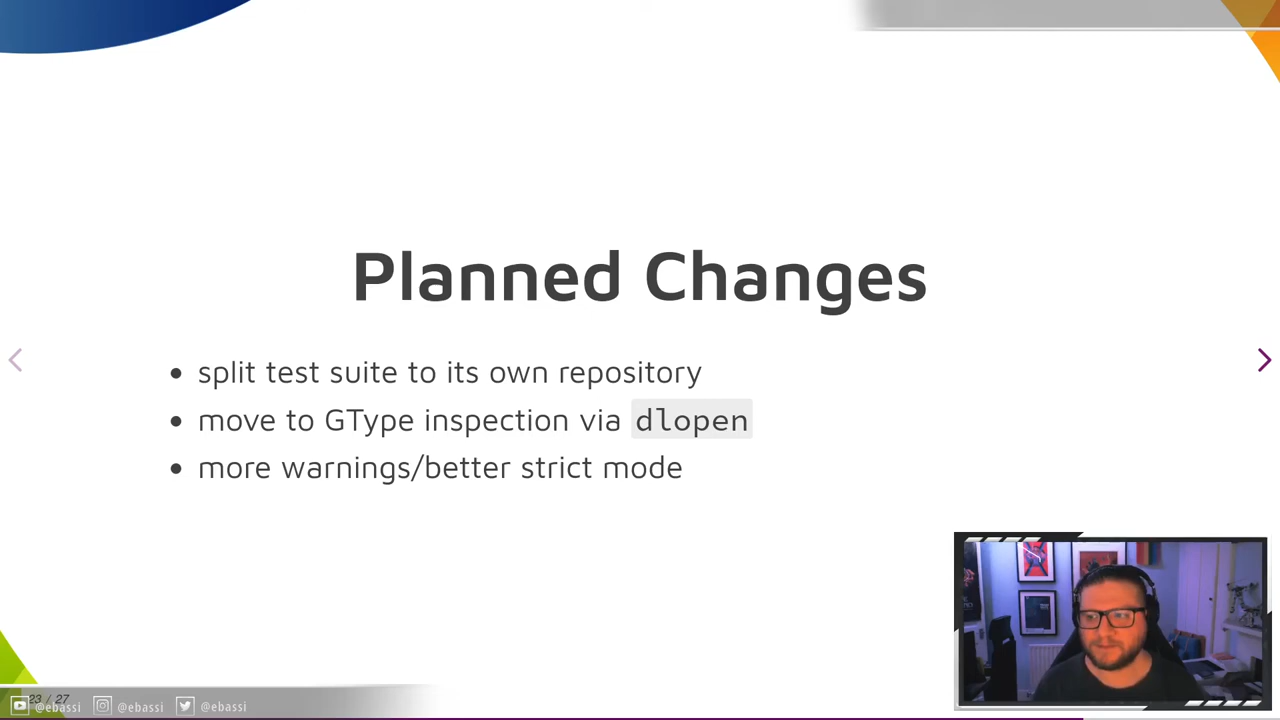 Planned Changes
split test suite to its own repository
move to GType inspection via dlopen
more warnings/better strict mode
23 / 27
@ebassi @ebassi @ebassi